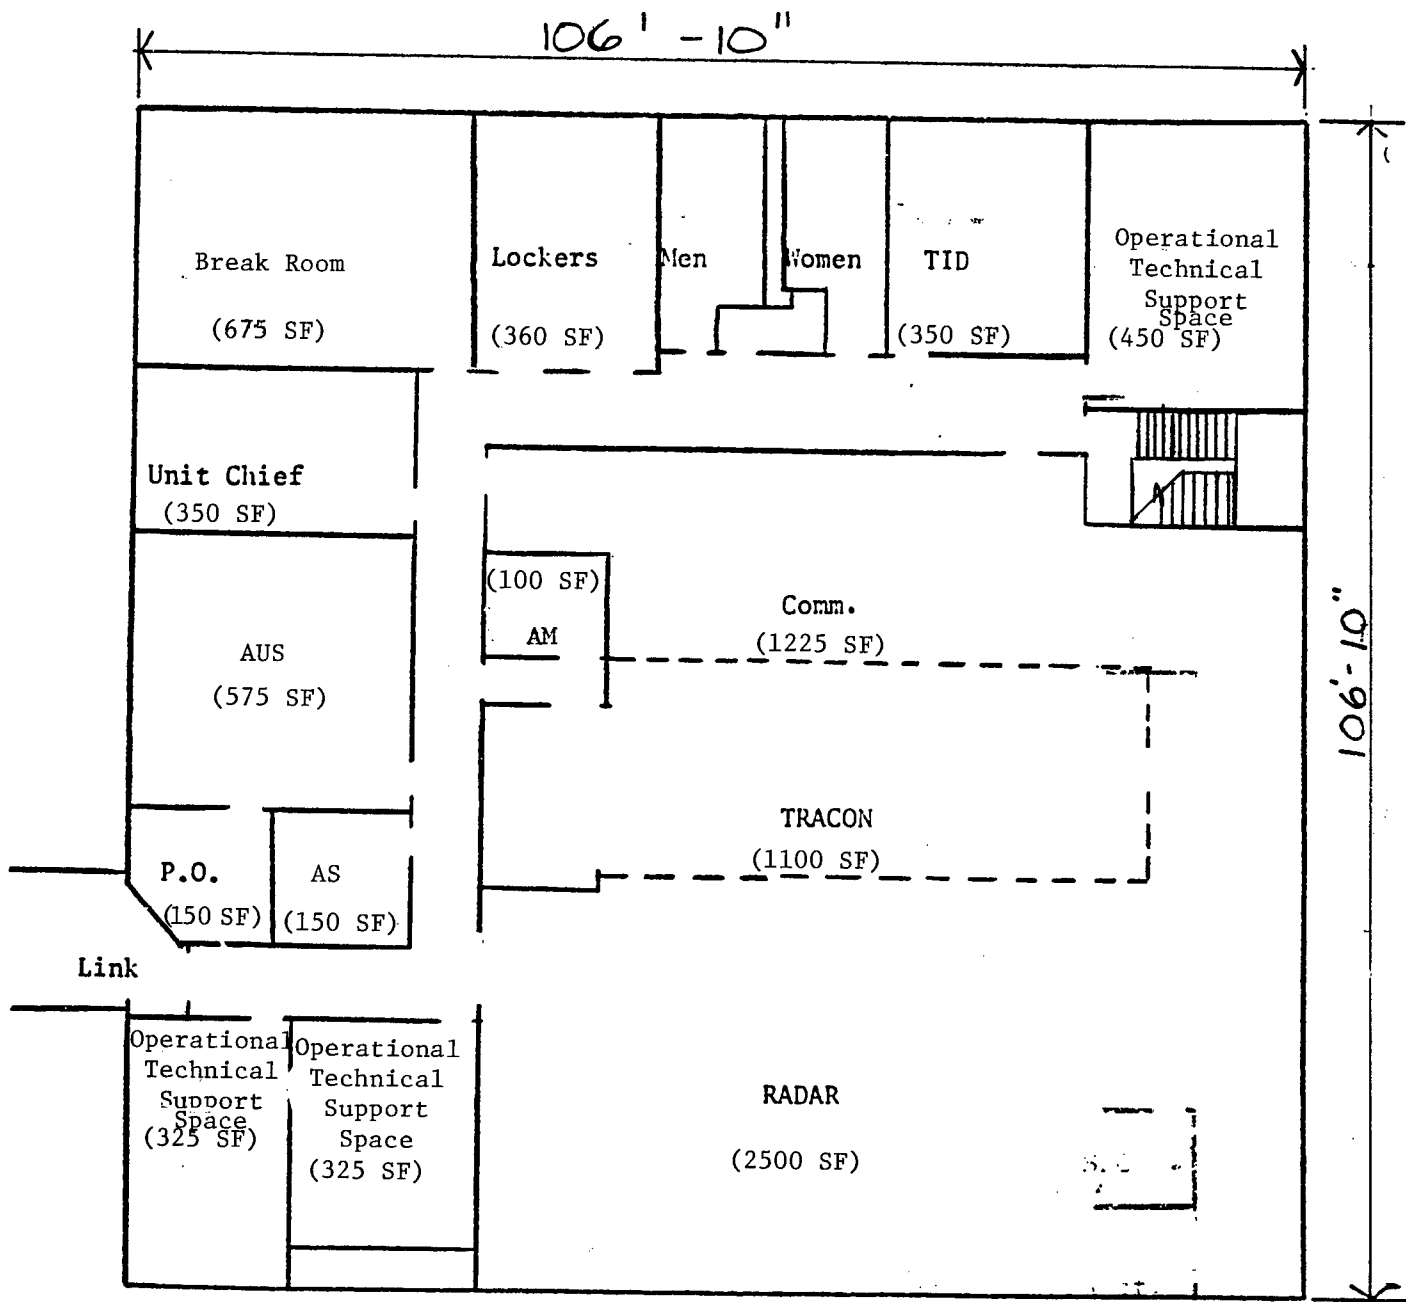 106' - 10"
Break Room
(675 SF)
Lockers
(360 SF)
Men
Women
TID
(350 SF)
Operational
Technical
Support
Space
(450 SF)
Unit Chief
(350 SF)
(100 SF)
AM
Comm.
(1225 SF)
106'-10"
AUS
(575 SF)
TRACON
(1100 SF)
P.O.
(150 SF)
AS
(150 SF)
Link
Operational
Technical
Support
Space
(325 SF)
Operational
Technical
Support
Space
(325 SF)
RADAR
(2500 SF)